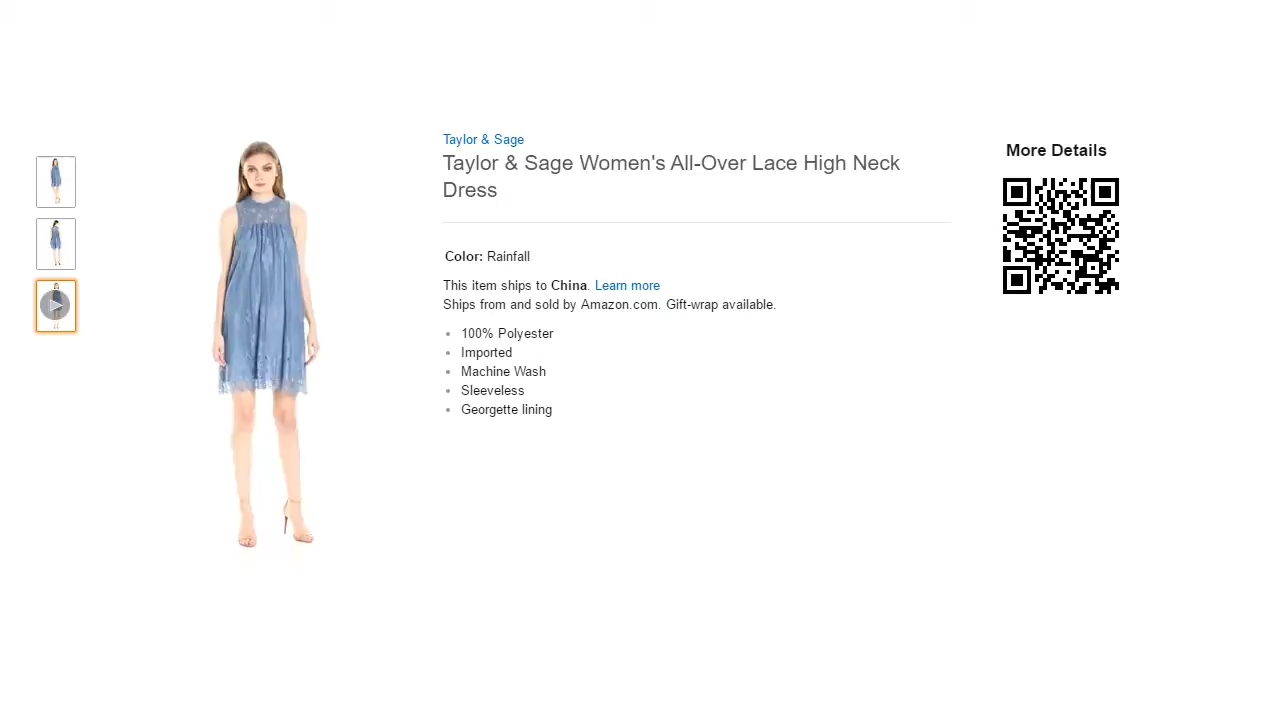 Taylor & Sage
Taylor & Sage Women's All-Over Lace High Neck
Dress
Color: Rainfall
This item ships to China. Learn more
Ships from and sold by Amazon.com. Gift-wrap available.
100% Polyester
Imported
Machine Wash
Sleeveless
Georgette lining
More Details